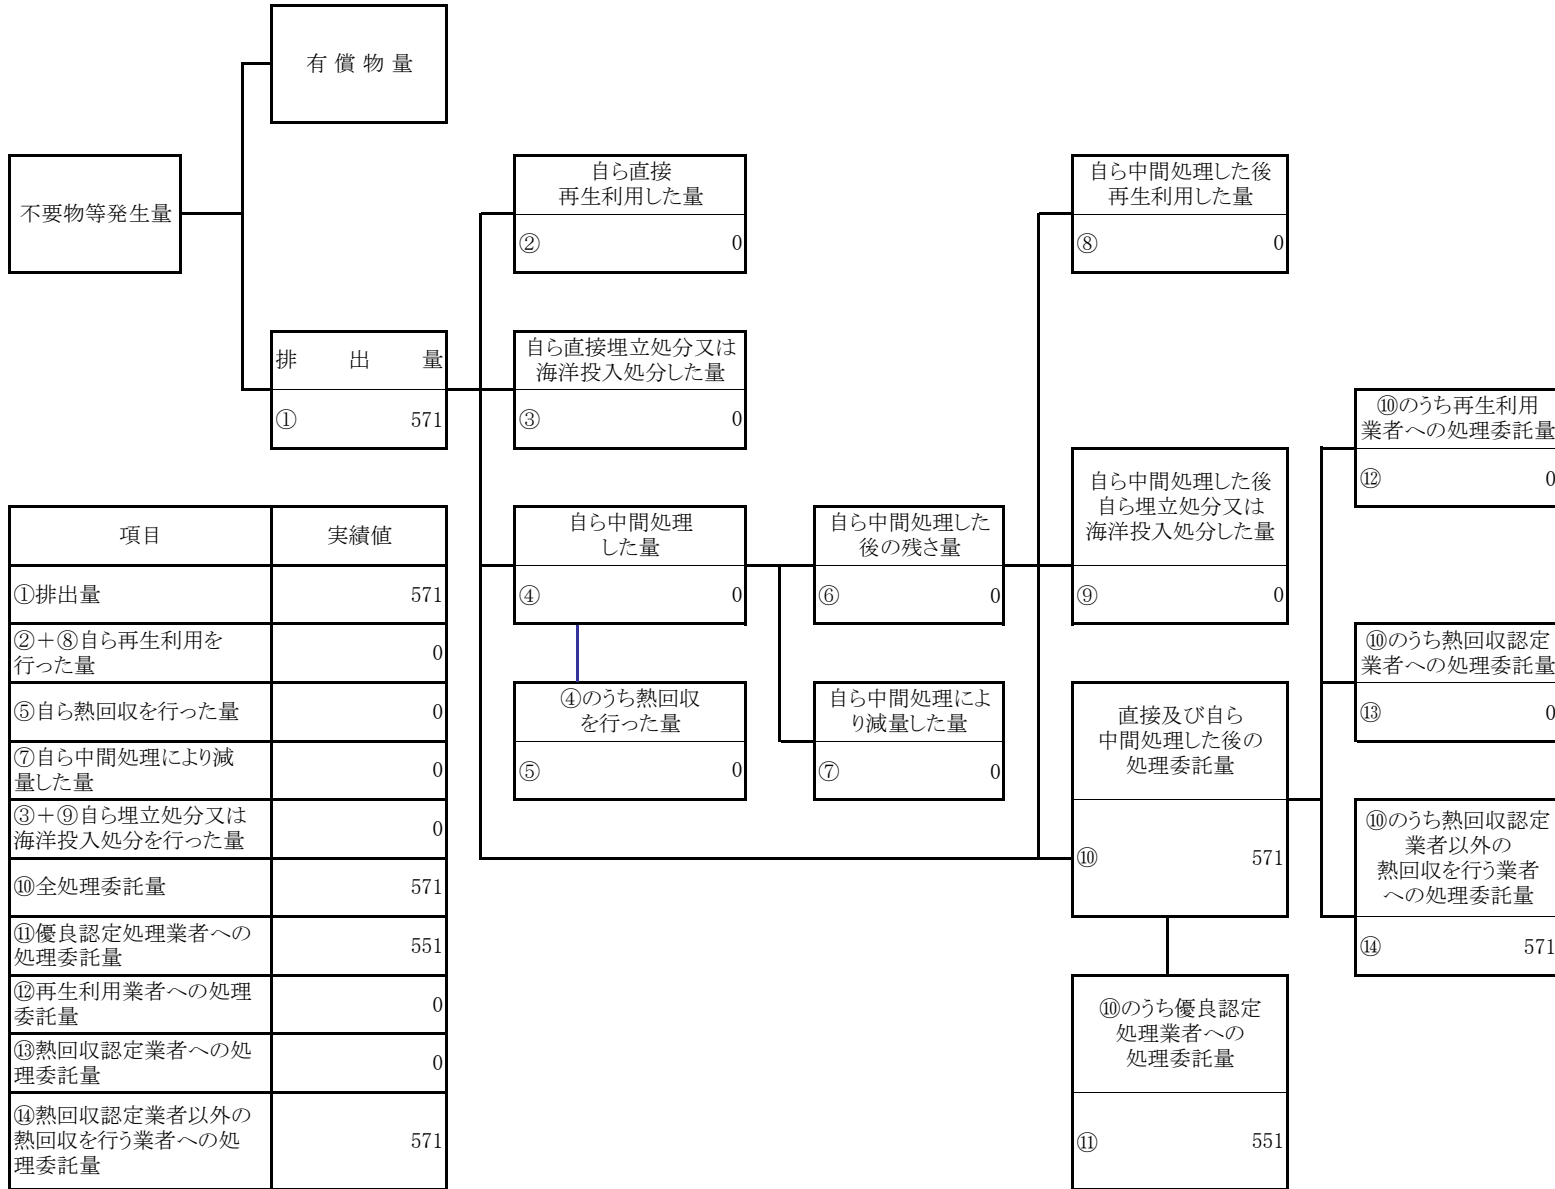 有 償 物 量
不要物等発生量
排 出 量
① 571
自ら直接
再生利用した量
② 0
自ら直接埋立処分又は
海洋投入処分した量
③ 0
自ら中間処理
した量
④ 0
④のうち熱回収
を行った量
⑤ 0
自ら中間処理した
後の残さ量
⑥ 0
自ら中間処理によ
り減量した量
⑦ 0
自ら中間処理した後
再生利用した量
⑧ 0
自ら中間処理した後
自ら埋立処分又は
海洋投入処分した量
⑨ 0
直接及び自ら
中間処理した後の
処理委託量
⑩ 571
⑩のうち優良認定
処理業者への
処理委託量
⑪ 551
⑩のうち再生利用
業者への処理委託量
⑫ 0
⑩のうち熱回収認定
業者への処理委託量
⑬ 0
⑩のうち熱回収認定
業者以外の
熱回収を行う業者
への処理委託量
⑭ 571
項目 実績値
①排出量 571
②＋⑧自ら再生利用を
行った量 0
⑤自ら熱回収を行った量 0
⑦自ら中間処理により減
量した量 0
③＋⑨自ら埋立処分又は
海洋投入処分を行った量 0
⑩全処理委託量 571
⑪優良認定処理業者への
処理委託量 551
⑫再生利用業者への処理
委託量 0
⑬熱回収認定業者への処
理委託量 0
⑭熱回収認定業者以外の
熱回収を行う業者への処
理委託量 571